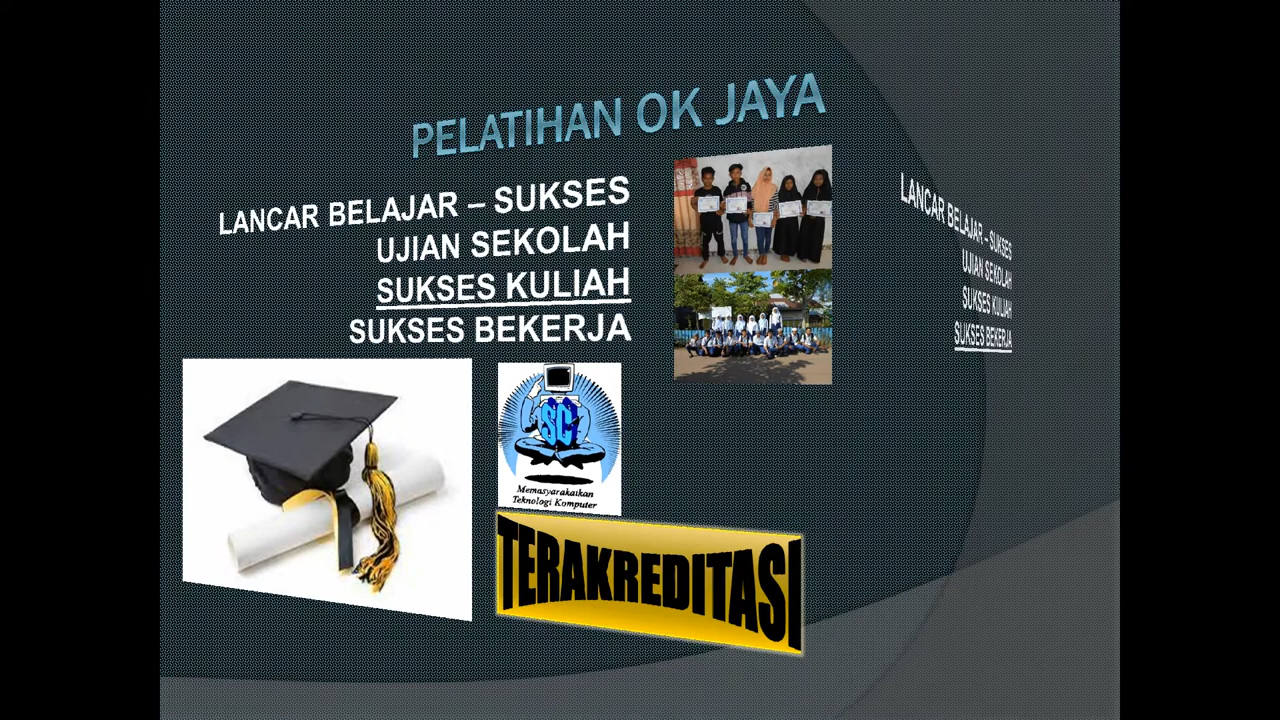 PELATIHAN OK JAYA
LANCAR BELAJAR – SUKSES
UJIAN SEKOLAH
SUKSES KULIAH
SUKSES BEKERJA
LANCAR BELAJAR – SUKSES
UJIAN SEKOLAH
SUKSES KULIAH
SUKSES BEKERJA
SC
Memasyarakatkan
Teknologi Komputer
TERAKREDITASI